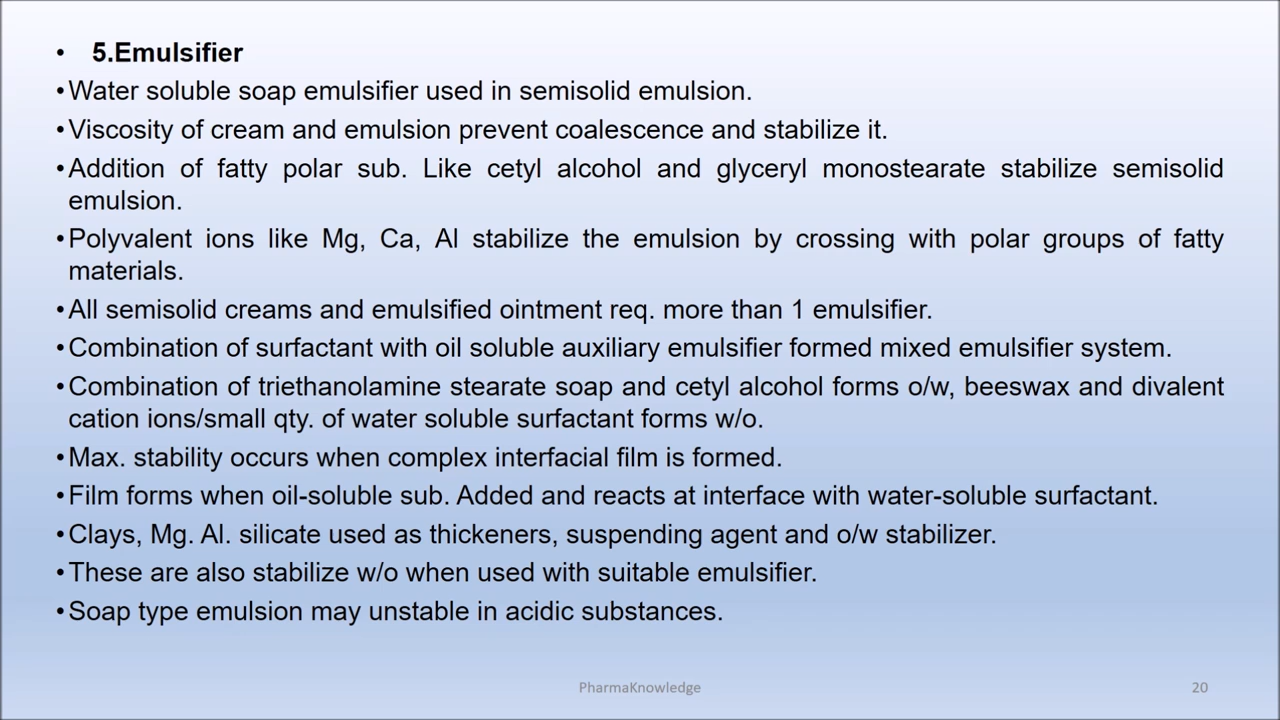 • 5.Emulsifier
•Water soluble soap emulsifier used in semisolid emulsion.
•Viscosity of cream and emulsion prevent coalescence and stabilize it.
•Addition of fatty polar sub. Like cetyl alcohol and glyceryl monostearate stabilize semisolid
emulsion.
•Polyvalent ions like Mg, Ca, Al stabilize the emulsion by crossing with polar groups of fatty
materials.
•All semisolid creams and emulsified ointment req. more than 1 emulsifier.
•Combination of surfactant with oil soluble auxiliary emulsifier formed mixed emulsifier system.
•Combination of triethanolamine stearate soap and cetyl alcohol forms o/w, beeswax and divalent
cation ions/small qty. of water soluble surfactant forms w/o.
•Max. stability occurs when complex interfacial film is formed.
•Film forms when oil-soluble sub. Added and reacts at interface with water-soluble surfactant.
•Clays, Mg. Al. silicate used as thickeners, suspending agent and o/w stabilizer.
•These are also stabilize w/o when used with suitable emulsifier.
•Soap type emulsion may unstable in acidic substances.
PharmaKnowledge
20